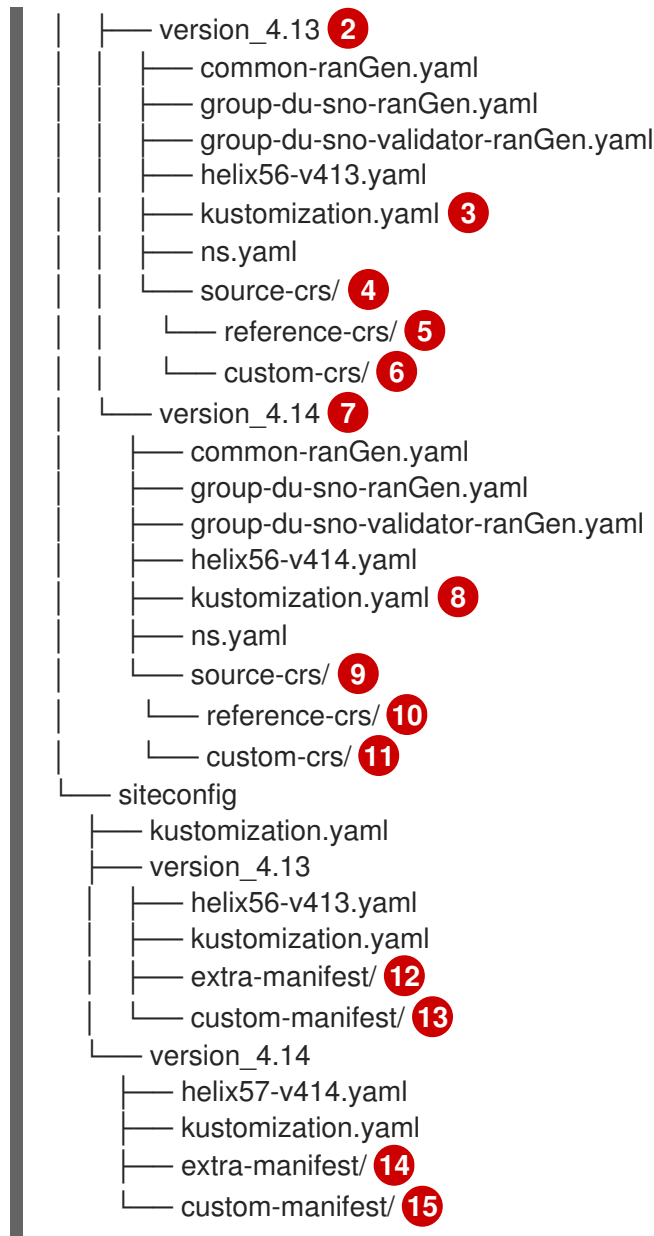 │   ├── version_4.13 2
│   │   ├── common-ranGen.yaml
│   │   ├── group-du-sno-ranGen.yaml
│   │   ├── group-du-sno-validator-ranGen.yaml
│   │   ├── helix56-v413.yaml
│   │   ├── kustomization.yaml 3
│   │   ├── ns.yaml
│   │   └── source-crs/ 4
│   │      └── reference-crs/ 5
│   │      └── custom-crs/ 6
│   └── version_4.14 7
│       ├── common-ranGen.yaml
│       ├── group-du-sno-ranGen.yaml
│       ├── group-du-sno-validator-ranGen.yaml
│       ├── helix56-v414.yaml
│       ├── kustomization.yaml 8
│       ├── ns.yaml
│       └── source-crs/ 9
│         └── reference-crs/ 10
│         └── custom-crs/ 11
└── siteconfig
    ├── kustomization.yaml
    ├── version_4.13
    │   ├── helix56-v413.yaml
    │   ├── kustomization.yaml
    │   ├── extra-manifest/ 12
    │   └── custom-manifest/ 13
    └── version_4.14
        ├── helix57-v414.yaml
        ├── kustomization.yaml
        ├── extra-manifest/ 14
        └── custom-manifest/ 15